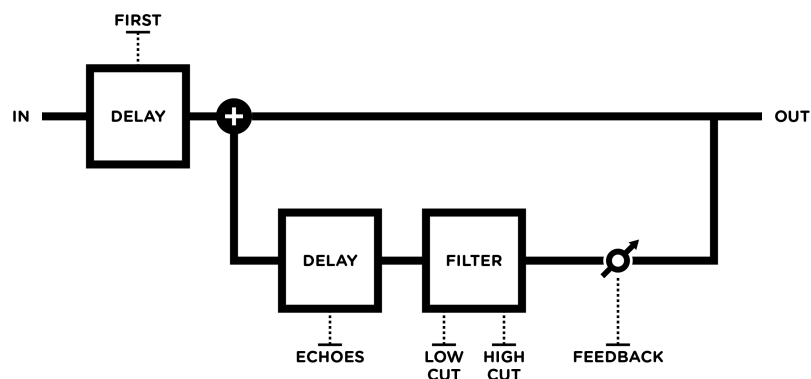 FIRST
IN
DELAY
+
OUT
DELAY
FILTER
ECHOES
LOW
CUT
HIGH
CUT
FEEDBACK